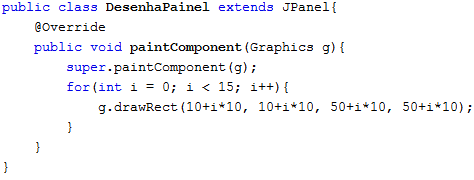 public class DesenhaPainel extends JPanel{
    @Override
    public void paintComponent(Graphics g){
        super.paintComponent(g);
        for(int i = 0; i < 15; i++){
            g.drawRect(10+i*10, 10+i*10, 50+i*10, 50+i*10);
        }
    }
}